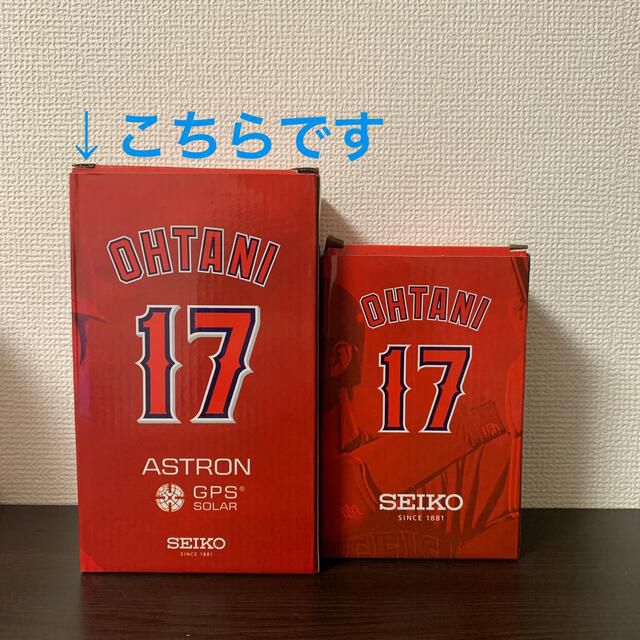 ↓こちらです
OHTANI
17
ASTRON
GPS®
SOLAR
SEIKO
SINCE 1881
OHTANI
17
SEIKO
SINCE 1881